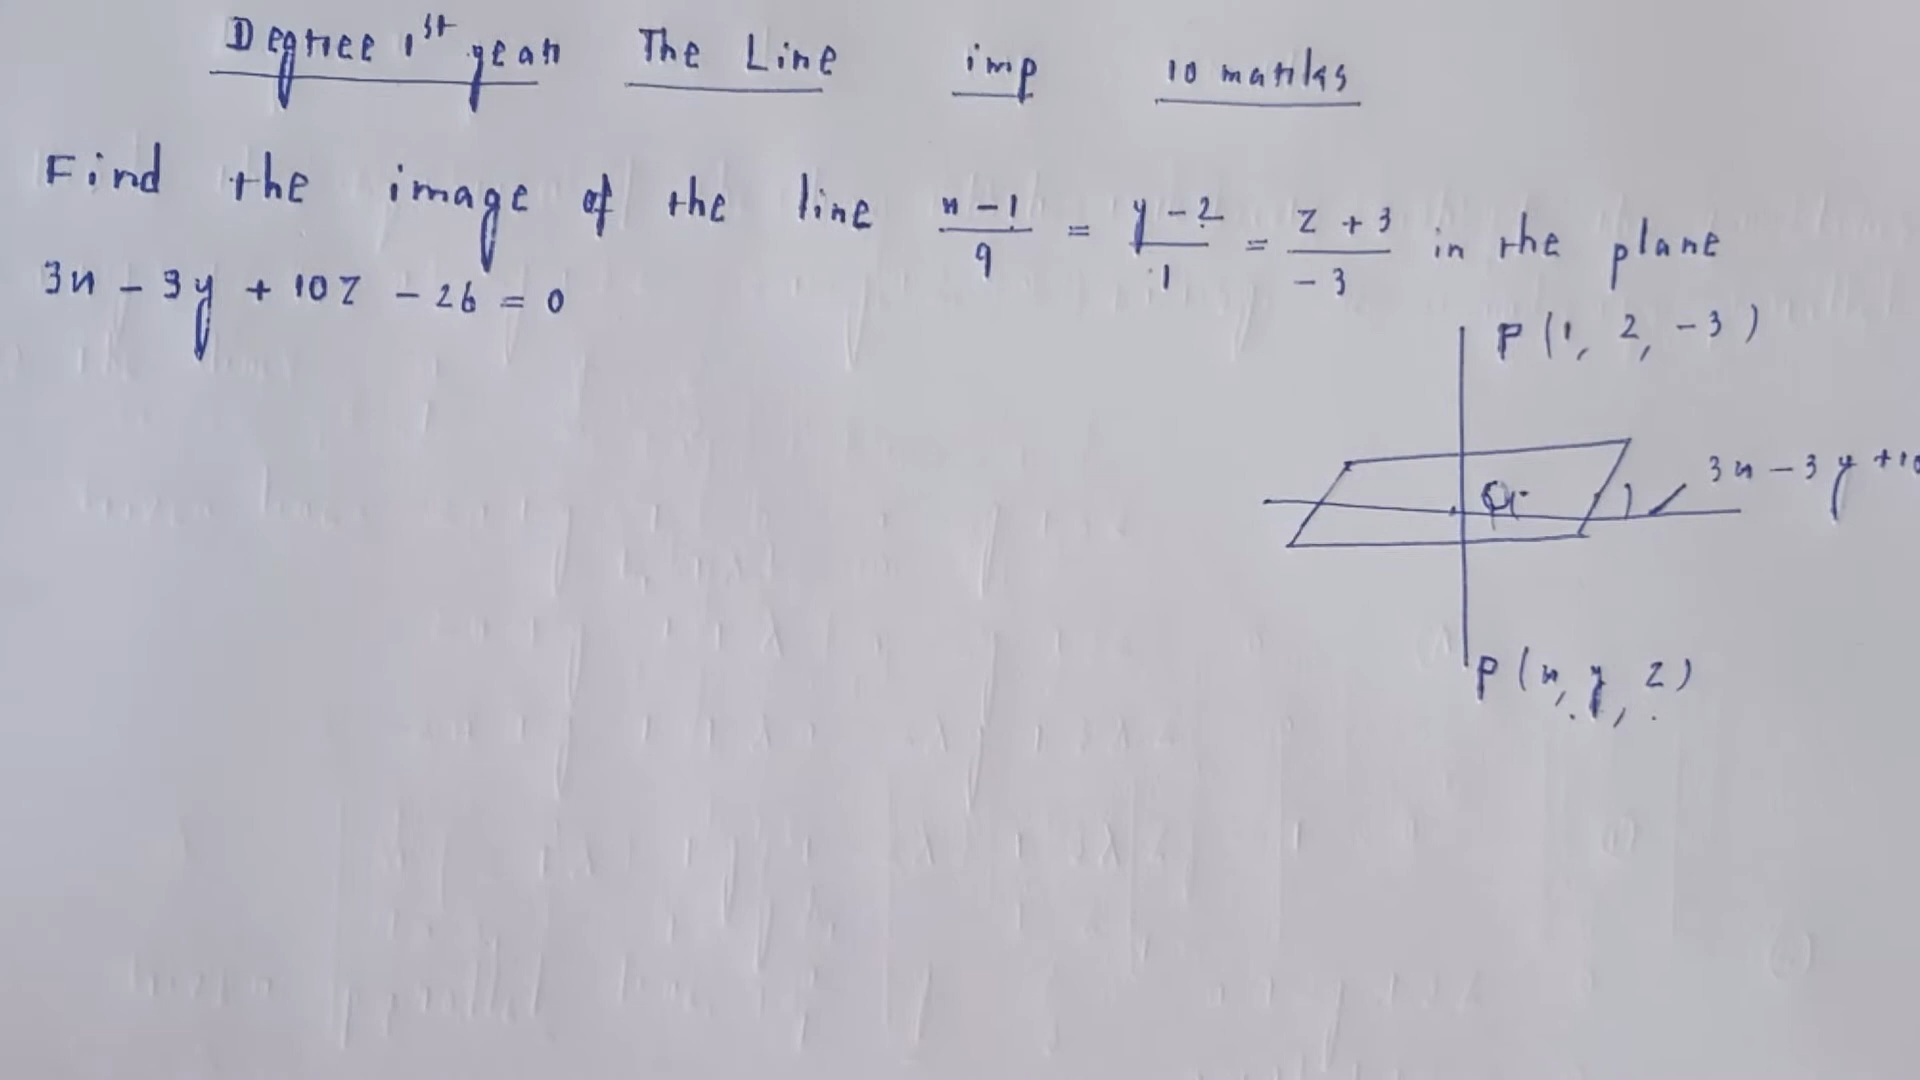 Degree 1st year The Line imp 10 marks
Find the image of the line x-1/9 = y-2/1 = z+3/-3 in the plane
3x - 3y + 10z - 26 = 0
P(1, 2, -3)
3x - 3y + 10
Q
P(x, y, z)